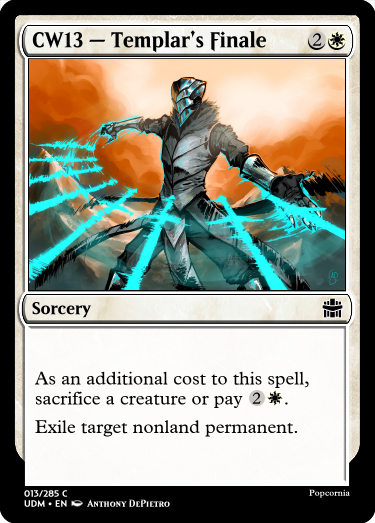 CW13 — Templar's Finale 2
Sorcery
As an additional cost to this spell,
sacrifice a creature or pay 2.
Exile target nonland permanent.
013/285 C
Popcornia
UDM • EN Anthony DePietro